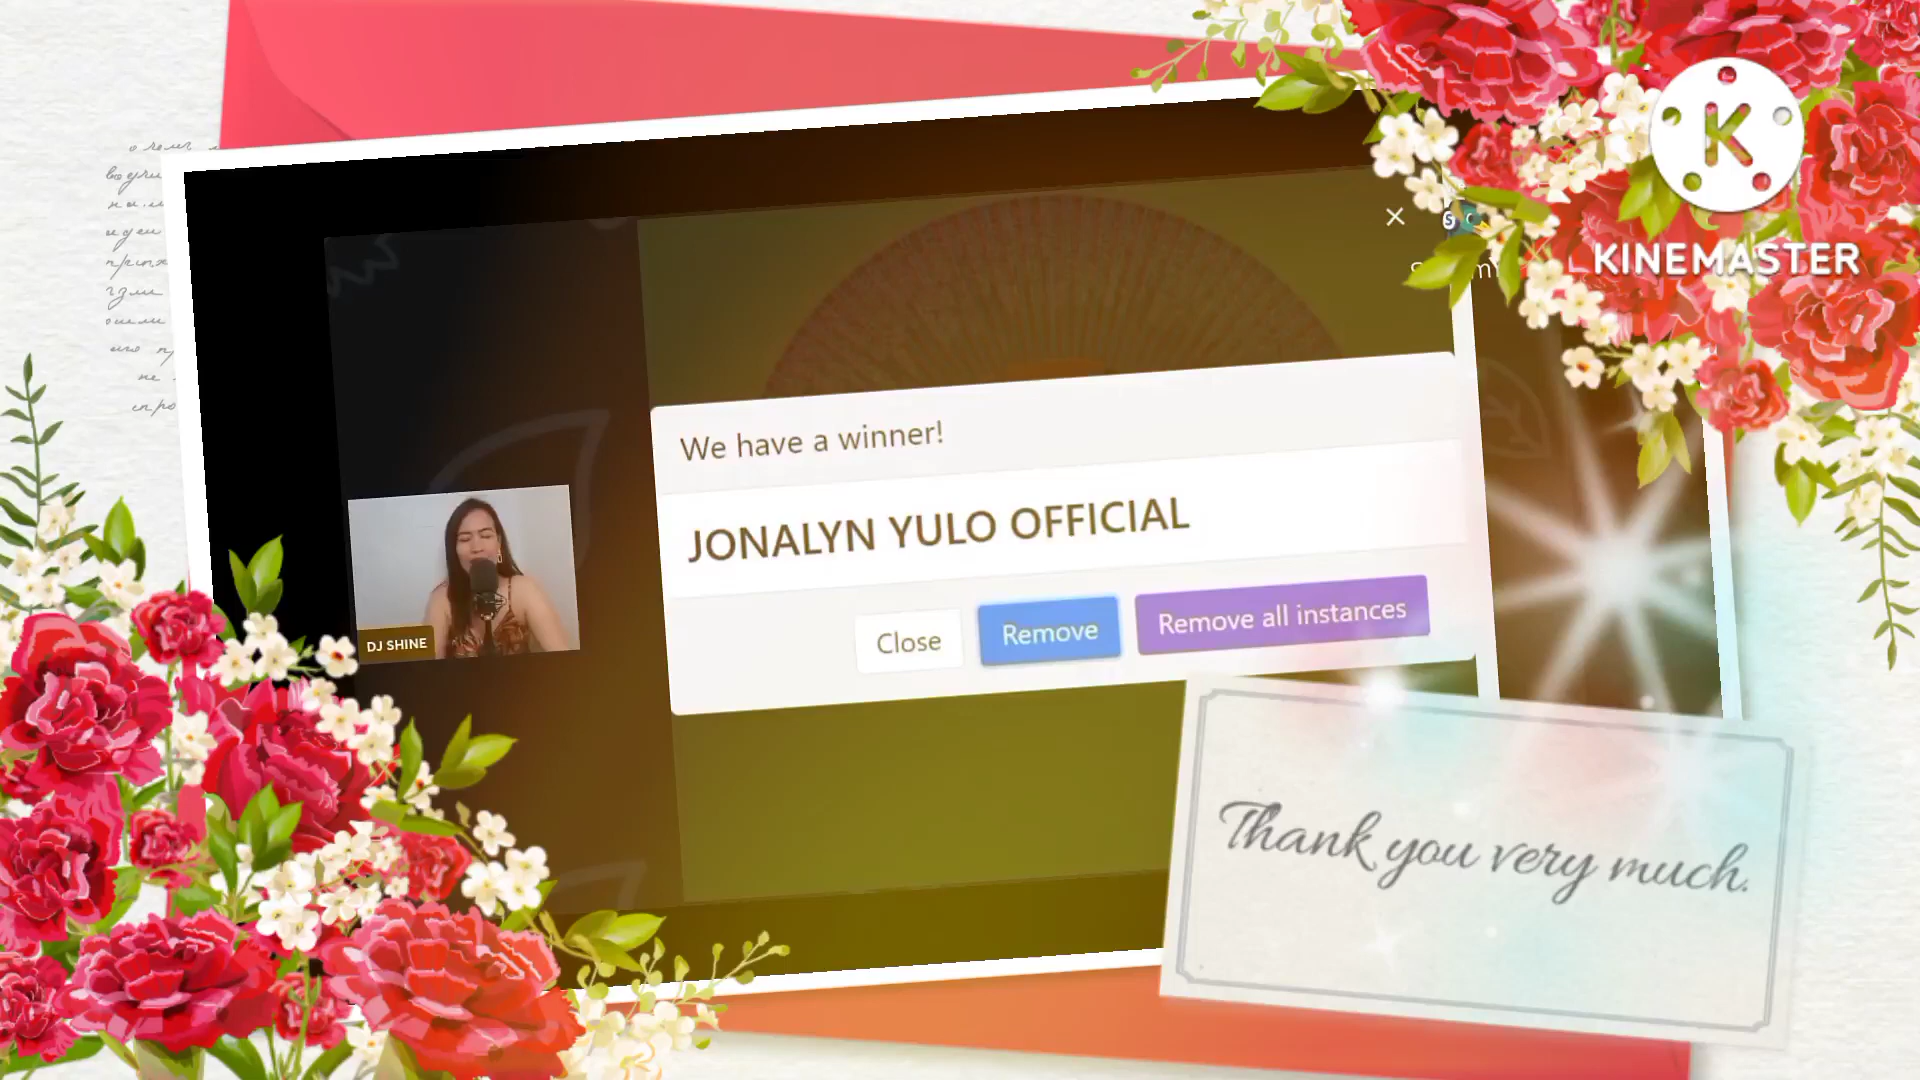 KINEMASTER
We have a winner!
JONALYN YULO OFFICIAL
Close
Remove
Remove all instances
DJ SHINE
Thank you very much.